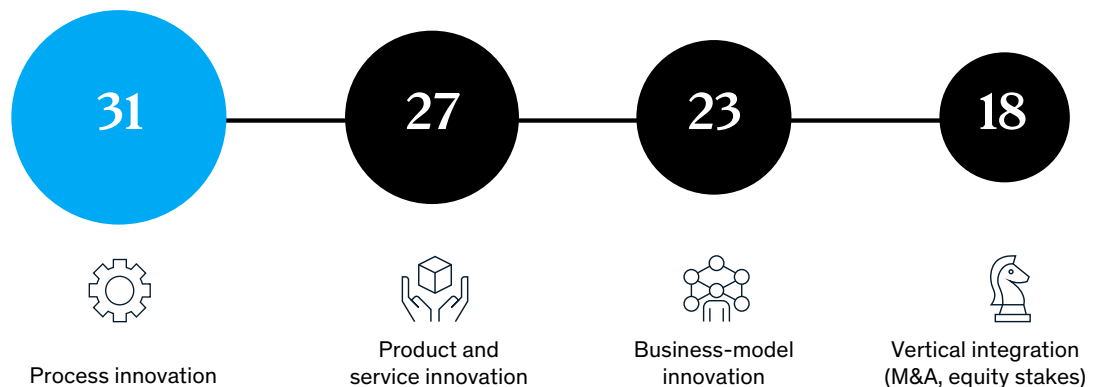 31
27
23
18
Process innovation
Product and
service innovation
Business-model
innovation
Vertical integration
(M&A, equity stakes)